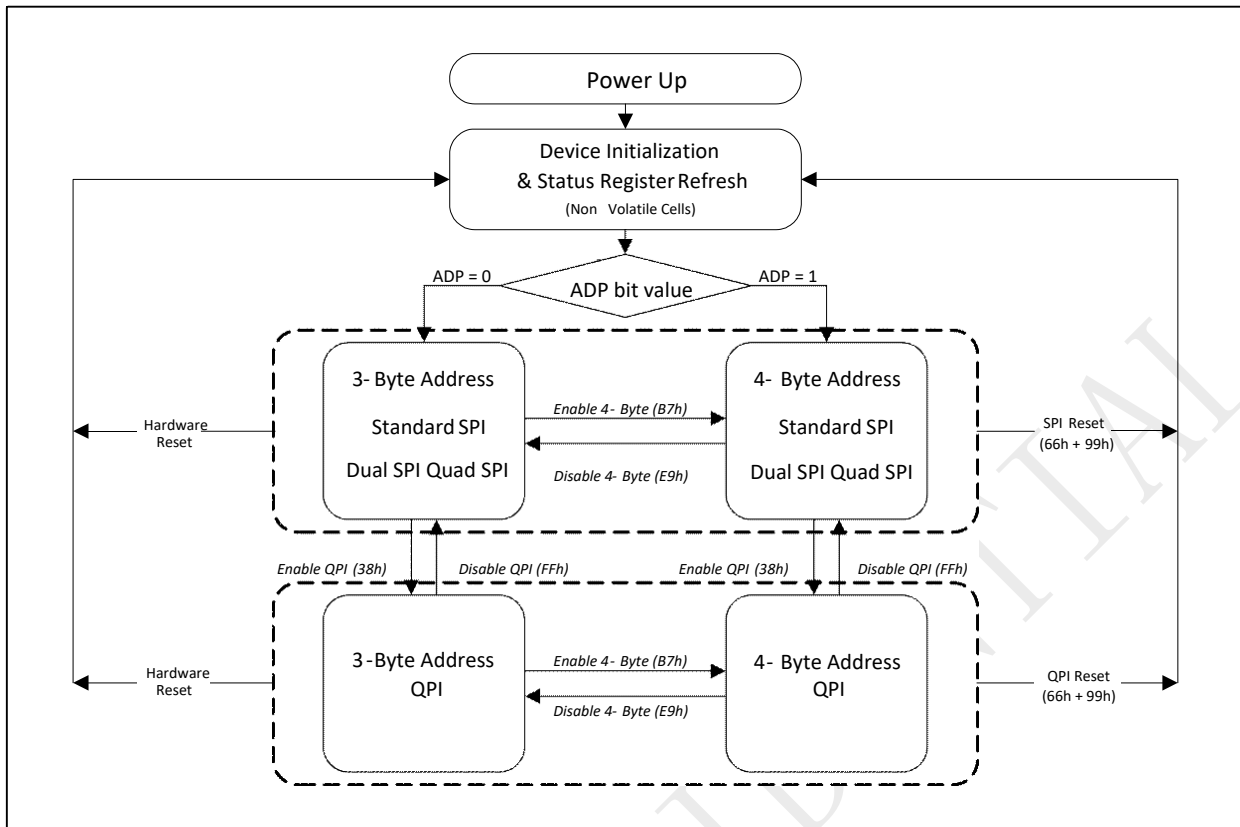 Power Up
Device Initialization
& Status Register Refresh
(Non Volatile Cells)
ADP = 0
ADP bit value
ADP = 1
3- Byte Address
Standard SPI
Dual SPI Quad SPI
Enable 4- Byte (B7h)
Disable 4- Byte (E9h)
4- Byte Address
Standard SPI
Dual SPI Quad SPI
Hardware
Reset
SPI Reset
(66h + 99h)
Enable QPI (38h)
Disable QPI (FFh)
Enable QPI (38h)
Disable QPI (FFh)
3-Byte Address
QPI
Enable 4- Byte (B7h)
Disable 4- Byte (E9h)
4- Byte Address
QPI
Hardware
Reset
QPI Reset
(66h + 99h)